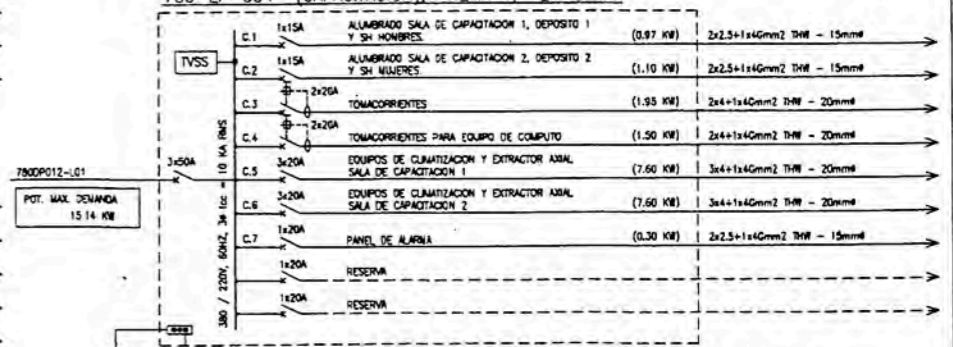 TVSS
380 / 220V, 60HZ, 3Φ Icc = 10 KA RMS
780DP012-L01
3x50A
POT. MAX. DEMANDA
15.14 KW
C.1 1x15A ALUMBRADO SALA DE CAPACITACION 1, DEPOSITO 1
Y SH HOMBRES. (0.97 KW) 2x2.5+1x4Gmm2 THW - 15mmø
C.2 1x15A ALUMBRADO SALA DE CAPACITACION 2, DEPOSITO 2
Y SH MUJERES. (1.10 KW) 2x2.5+1x4Gmm2 THW - 15mmø
C.3 2x20A TOMACORRIENTES (1.95 KW) 2x4+1x4Gmm2 THW - 20mmø
C.4 2x20A TOMACORRIENTES PARA EQUIPO DE COMPUTO (1.50 KW) 2x4+1x4Gmm2 THW - 20mmø
C.5 3x20A EQUIPOS DE CLIMATIZACION Y EXTRACTOR AXIAL
SALA DE CAPACITACION 1 (7.60 KW) 3x4+1x4Gmm2 THW - 20mmø
C.6 3x20A EQUIPOS DE CLIMATIZACION Y EXTRACTOR AXIAL
SALA DE CAPACITACION 2 (7.60 KW) 3x4+1x4Gmm2 THW - 20mmø
C.7 1x20A PANEL DE ALARMA (0.30 KW) 2x2.5+1x4Gmm2 THW - 15mmø
1x20A RESERVA
1x20A RESERVA